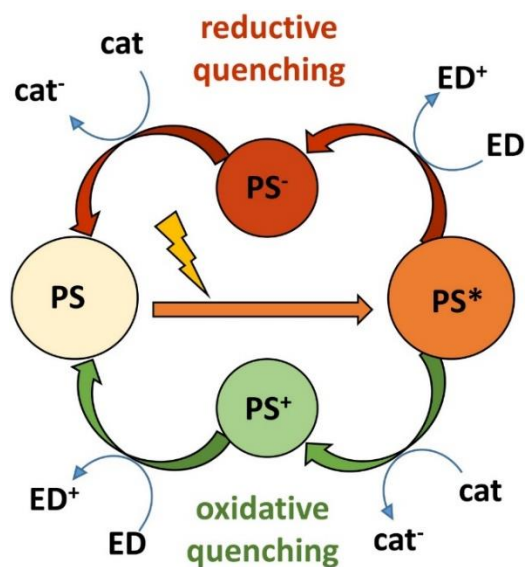 reductive
quenching
cat
cat⁻
ED⁺
ED
PS⁻
PS
PS*
PS⁺
ED⁺
ED
cat
cat⁻
oxidative
quenching